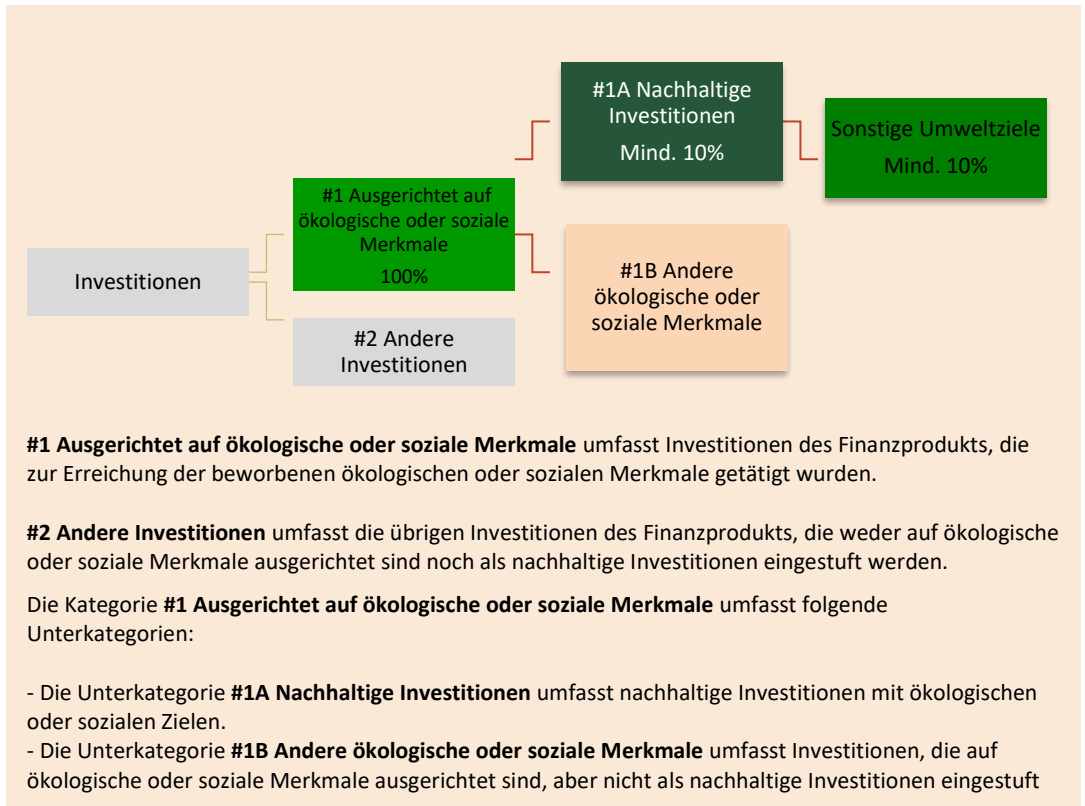 #1A Nachhaltige
Investitionen
Mind. 10%
Sonstige Umweltziele
Mind. 10%
#1 Ausgerichtet auf
ökologische oder soziale
Merkmale
100%
Investitionen
#1B Andere
ökologische oder
soziale Merkmale
#2 Andere
Investitionen
#1 Ausgerichtet auf ökologische oder soziale Merkmale umfasst Investitionen des Finanzprodukts, die
zur Erreichung der beworbenen ökologischen oder sozialen Merkmale getätigt wurden.
#2 Andere Investitionen umfasst die übrigen Investitionen des Finanzprodukts, die weder auf ökologische
oder soziale Merkmale ausgerichtet sind noch als nachhaltige Investitionen eingestuft werden.
Die Kategorie #1 Ausgerichtet auf ökologische oder soziale Merkmale umfasst folgende
Unterkategorien:
- Die Unterkategorie #1A Nachhaltige Investitionen umfasst nachhaltige Investitionen mit ökologischen
oder sozialen Zielen.
- Die Unterkategorie #1B Andere ökologische oder soziale Merkmale umfasst Investitionen, die auf
ökologische oder soziale Merkmale ausgerichtet sind, aber nicht als nachhaltige Investitionen eingestuft